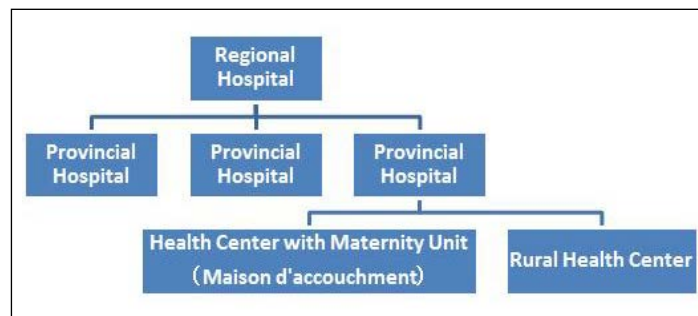 Regional
Hospital
Provincial
Hospital
Provincial
Hospital
Provincial
Hospital
Health Center with Maternity Unit
（Maison d'accouchment）
Rural Health Center